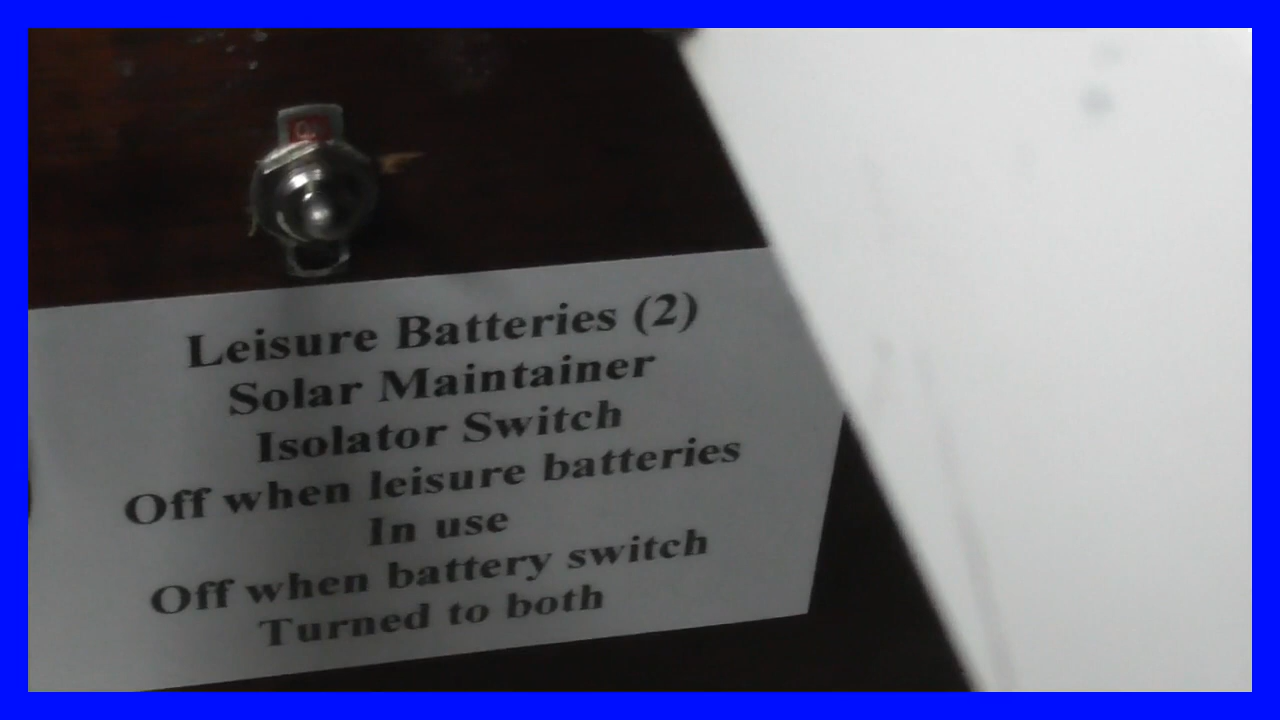 Leisure Batteries (2)
Solar Maintainer
Isolator Switch
Off when leisure batteries
In use
Off when battery switch
Turned to both